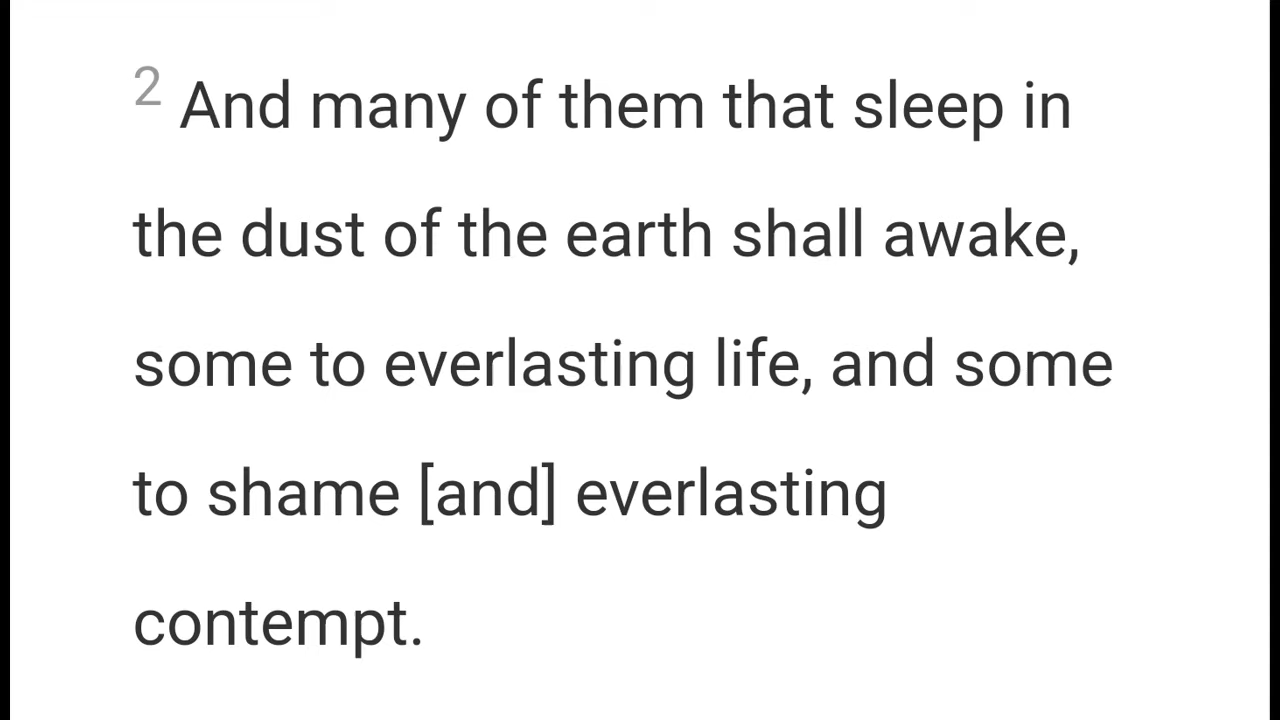 2 And many of them that sleep in
the dust of the earth shall awake,
some to everlasting life, and some
to shame [and] everlasting
contempt.